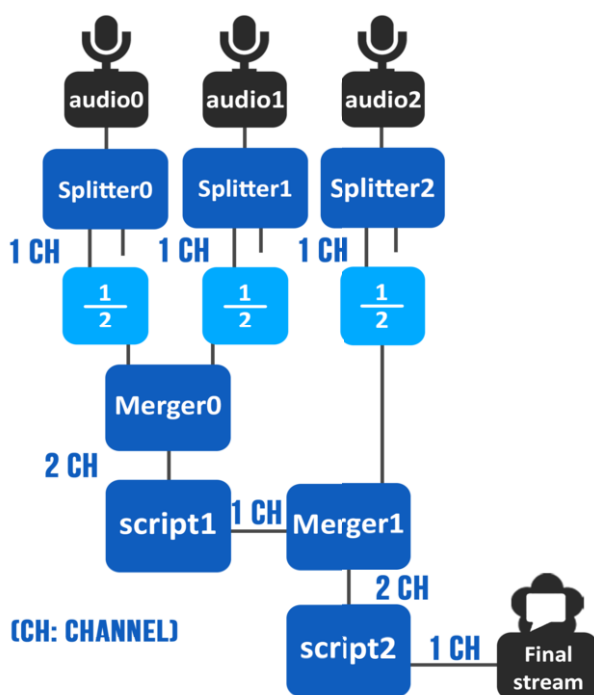 audio0
audio1
audio2
Splitter0
Splitter1
Splitter2
1 CH
1 CH
1 CH
1
2
1
2
1
2
Merger0
2 CH
script1
1 CH
Merger1
2 CH
(CH: CHANNEL)
script2
1 CH
Final
stream